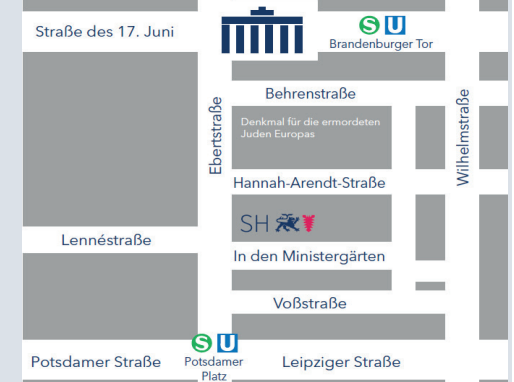 Straße des 17. Juni
S U
Brandenburger Tor
Behrenstraße
Ebertstraße
Denkmal für die ermordeten
Juden Europas
Wilhelmstraße
Hannah-Arendt-Straße
SH
Lennéstraße
In den Ministergärten
Voßstraße
S U
Potsdamer Straße
Potsdamer
Platz
Leipziger Straße